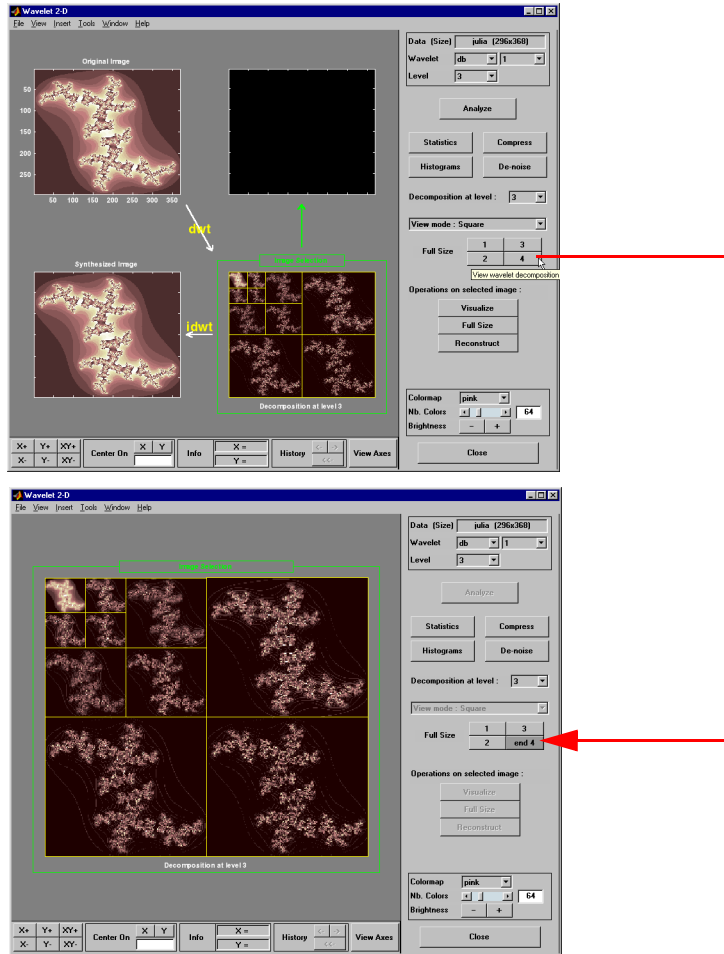 Wavelet 2-D
File View Insert Tools Window Help
Original Image
50
100
150
200
250
50 100 150 200 250 300 350
dwt
Image Selection
Synthesized Image
idwt
Decomposition at level 3
X+ Y+ XY+
X- Y- XY-
Center On X Y
Info X =
Y =
History <- ->
<<-
View Axes
Data (Size) julia (296x368)
Wavelet db 1
Level 3
Analyze
Statistics Compress
Histograms De-noise
Decomposition at level : 3
View mode : Square
Full Size 1 3
2 4
View wavelet decomposition
Operations on selected image :
Visualize
Full Size
Reconstruct
Colormap pink
Nb. Colors 64
Brightness - +
Close
Wavelet 2-D
File View Insert Tools Window Help
Image Selection
Decomposition at level 3
X+ Y+ XY+
X- Y- XY-
Center On X Y
Info X =
Y =
History <- ->
<<-
View Axes
Data (Size) julia (296x368)
Wavelet db 1
Level 3
Analyze
Statistics Compress
Histograms De-noise
Decomposition at level : 3
View mode : Square
Full Size 1 3
2 end 4
Operations on selected image :
Visualize
Full Size
Reconstruct
Colormap pink
Nb. Colors 64
Brightness - +
Close